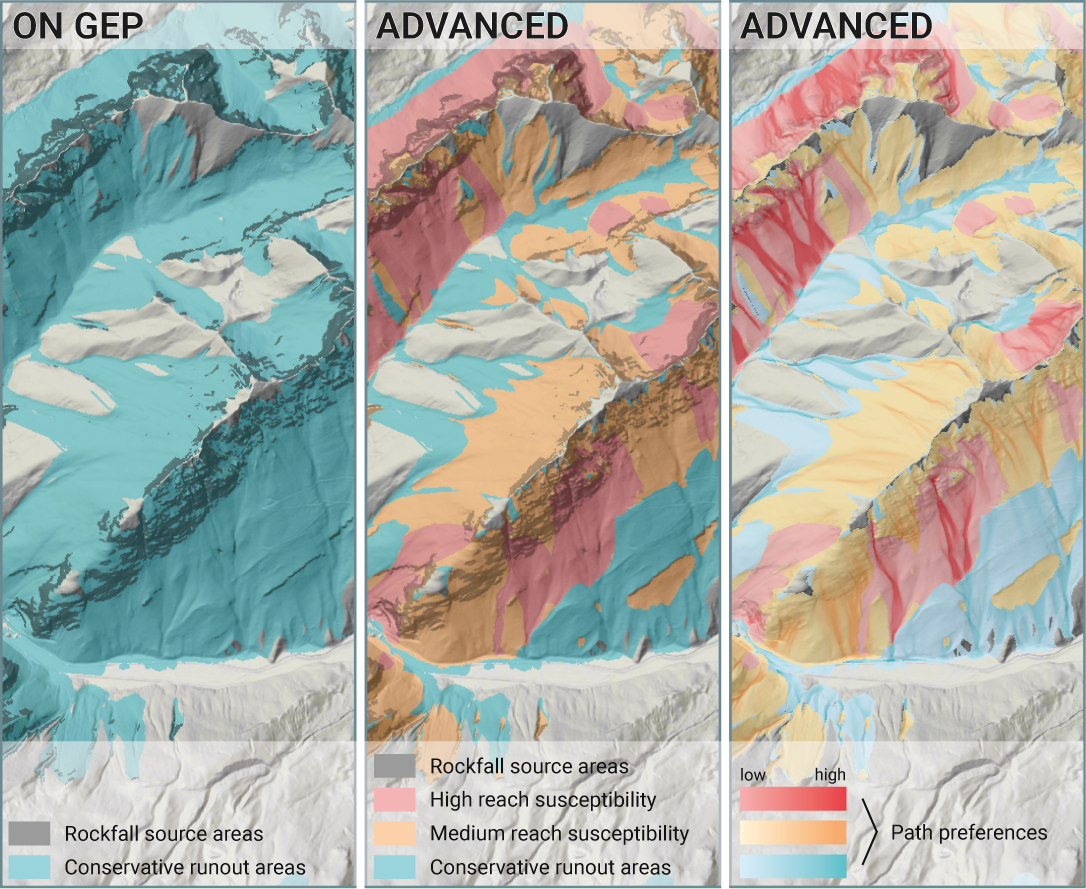 ON GEP
Rockfall source areas
Conservative runout areas
ADVANCED
Rockfall source areas
High reach susceptibility
Medium reach susceptibility
Conservative runout areas
ADVANCED
low high
Path preferences